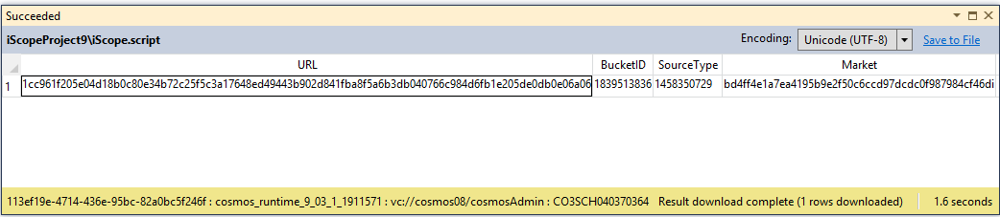 Succeeded
iScopeProject9\iScope.script Encoding: Unicode (UTF-8) Save to File
URL BucketID SourceType Market
1 1cc961f205e04d18b0c80e34b72c25f5c3a17648ed49443b902d841fba8f5a6b3db040766c984d6fb1e205de0db0e06a06 1839513836 1458350729 bd4ff4e1a7ea4195b9e2f50c6ccd97dcdc0f987984cf46di
113ef19e-4714-436e-95bc-82a0bc5f246f : cosmos_runtime_9_03_1_1911571 : vc://cosmos08/cosmosAdmin : CO3SCH040370364 Result download complete (1 rows downloaded) 1.6 seconds